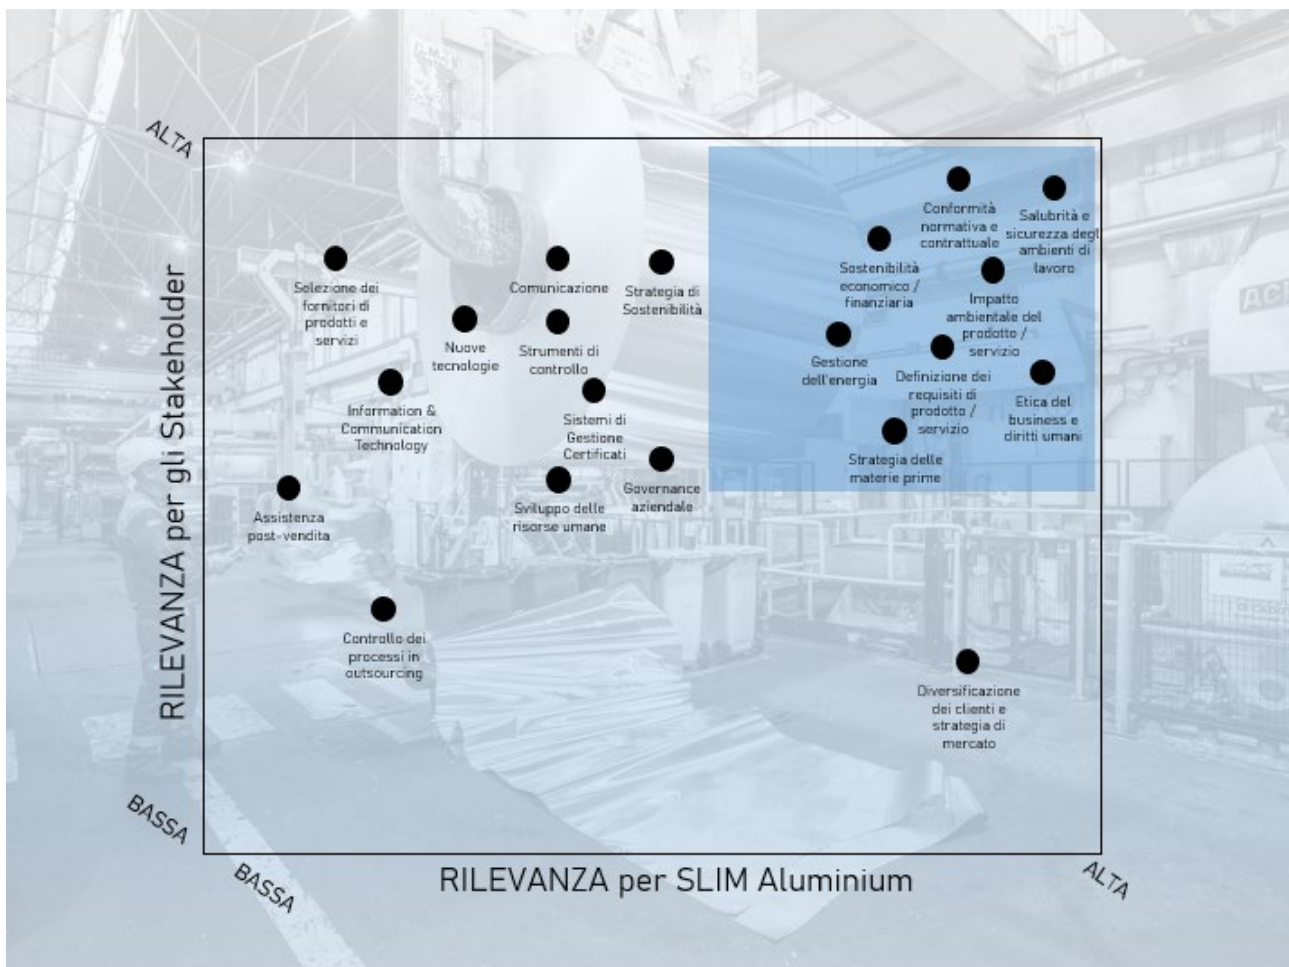 ALTA
RILEVANZA per gli Stakeholder
BASSA
Conformità
normativa e
contrattuale
Salubrità e
sicurezza degli
ambienti di
lavoro
Sostenibilità
economico /
finanziaria
Impatto
ambientale del
prodotto /
servizio
Selezione dei
fornitori di
prodotti e
servizi
Comunicazione
Strategia di
Sostenibilità
Nuove
tecnologie
Strumenti di
controllo
Gestione
dell'energia
Definizione dei
requisiti di
prodotto /
servizio
Etica del
business e
diritti umani
Information &
Communication
Technology
Sistemi di
Gestione
Certificati
Strategia delle
materie prime
Governance
aziendale
Sviluppo delle
risorse umane
Assistenza
post-vendita
Controllo dei
processi in
outsourcing
Diversificazione
dei clienti e
strategia di
mercato
BASSA
RILEVANZA per SLIM Aluminium
ALTA